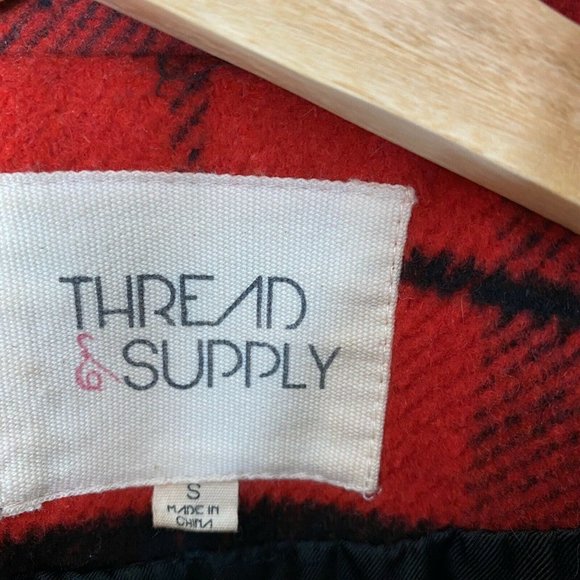 THREAD
& SUPPLY
S
MADE IN
CHINA